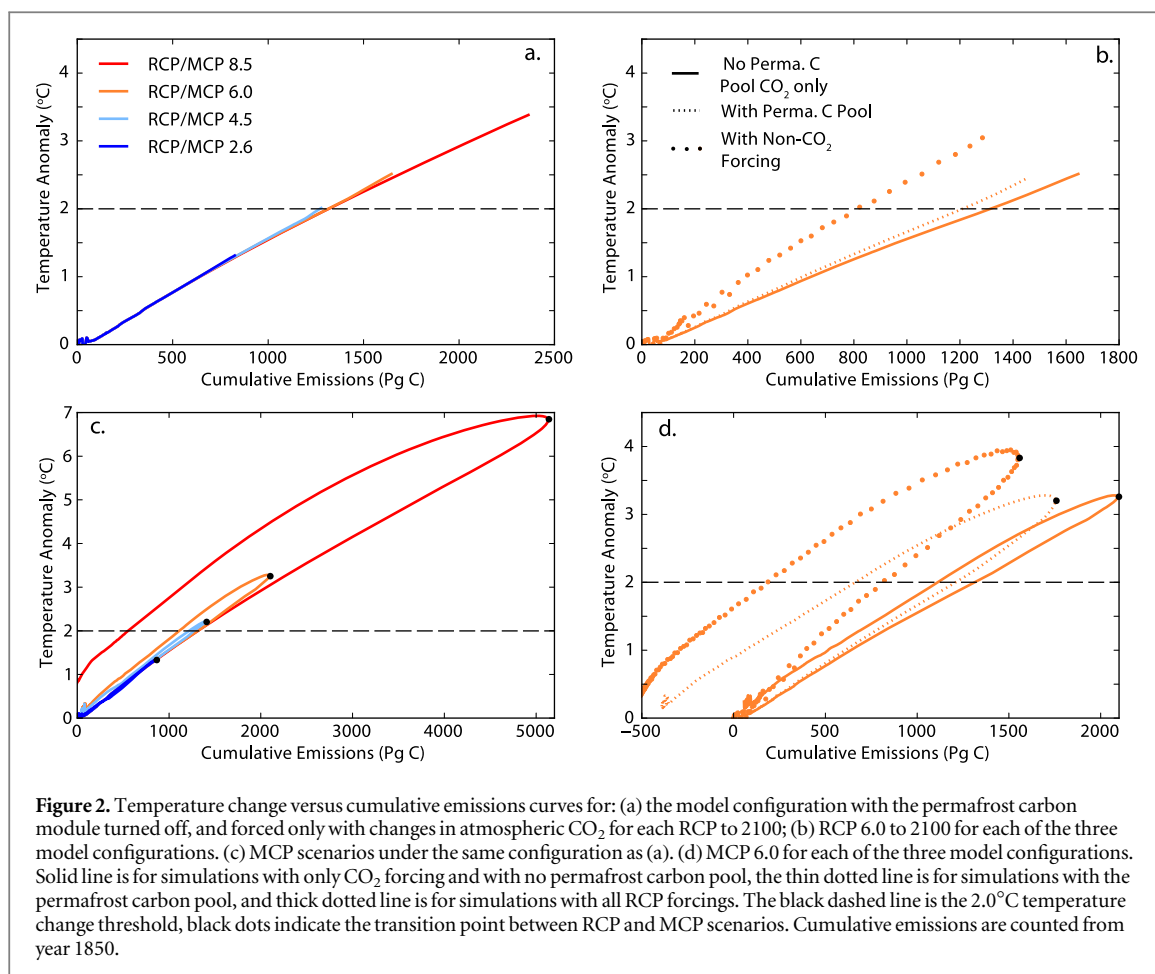 a.
RCP/MCP 8.5
RCP/MCP 6.0
RCP/MCP 4.5
RCP/MCP 2.6
Temperature Anomaly (°C)
4
3
2
1
0
0 500 1000 1500 2000 2500
Cumulative Emissions (Pg C)
b.
No Perma. C
Pool CO₂ only
With Perma. C Pool
With Non-CO₂
Forcing
Temperature Anomaly (°C)
4
3
2
1
0
0 200 400 600 800 1000 1200 1400 1600 1800
Cumulative Emissions (Pg C)
c.
Temperature Anomaly (°C)
7
6
5
4
3
2
1
0
0 1000 2000 3000 4000 5000
Cumulative Emissions (Pg C)
d.
Temperature Anomaly (°C)
4
3
2
1
0
−500 0 500 1000 1500 2000
Cumulative Emissions (Pg C)
Figure 2. Temperature change versus cumulative emissions curves for: (a) the model configuration with the permafrost carbon
module turned off, and forced only with changes in atmospheric CO₂ for each RCP to 2100; (b) RCP 6.0 to 2100 for each of the three
model configurations. (c) MCP scenarios under the same configuration as (a). (d) MCP 6.0 for each of the three model configurations.
Solid line is for simulations with only CO₂ forcing and with no permafrost carbon pool, the thin dotted line is for simulations with the
permafrost carbon pool, and thick dotted line is for simulations with all RCP forcings. The black dashed line is the 2.0°C temperature
change threshold, black dots indicate the transition point between RCP and MCP scenarios. Cumulative emissions are counted from
year 1850.